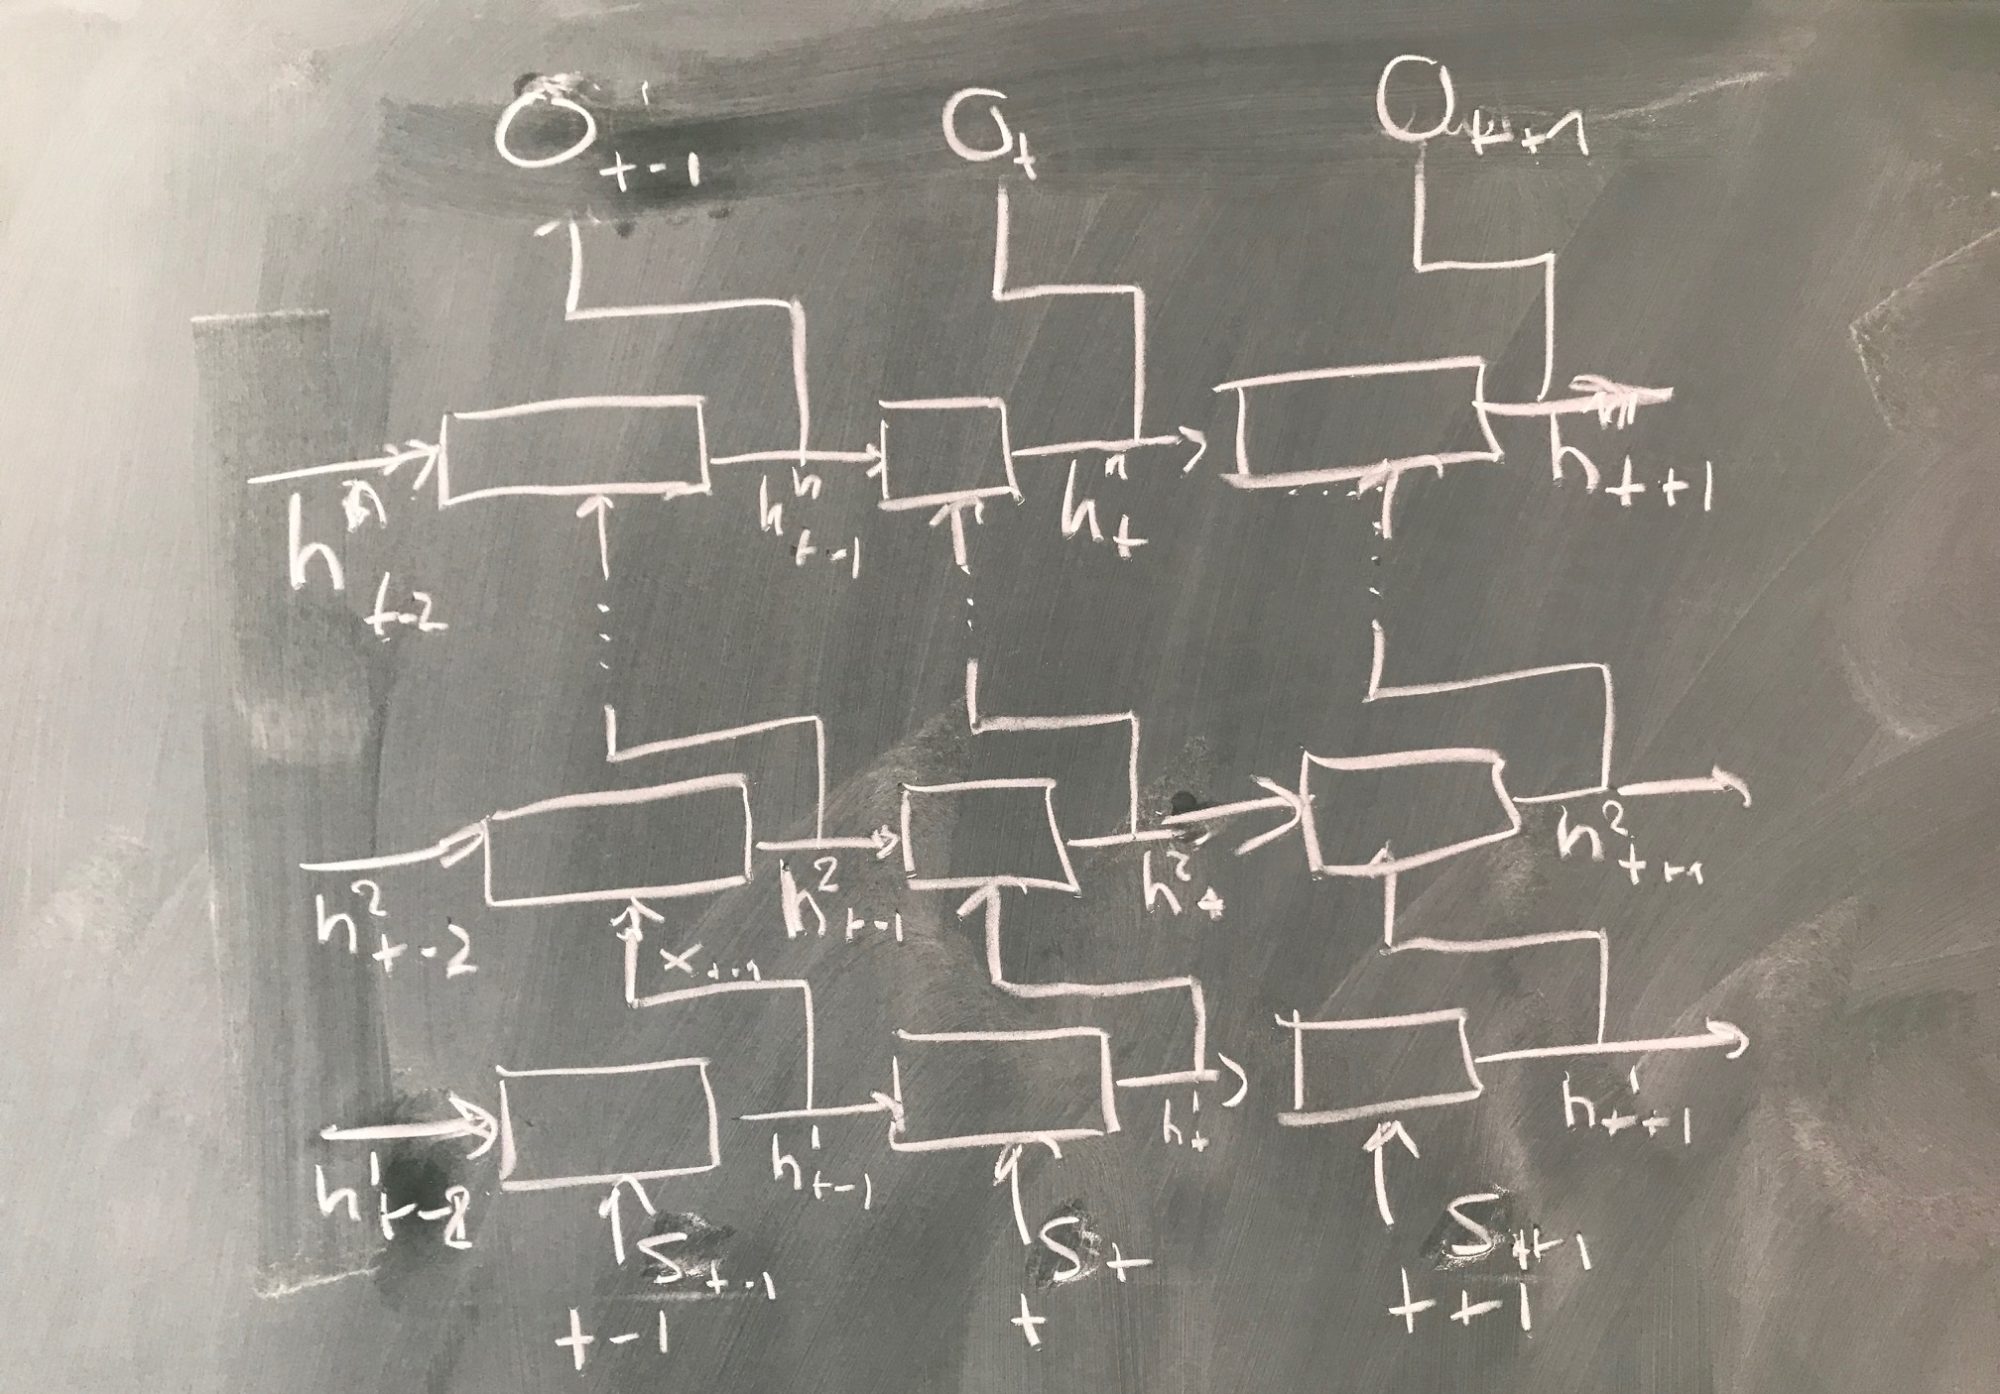 O_{t-1} O_t O_{t+1}
h^n_{t-2} h^n_{t-1} h^n_t h^n_{t+1}
h^2_{t-2} h^2_{t-1} h^2_t h^2_{t+1}
x_{t-1}
h^1_{t-2} h^1_{t-1} h^1_t h^1_{t+1}
S_{t-1} S_t S_{t+1}
t-1 t t+1